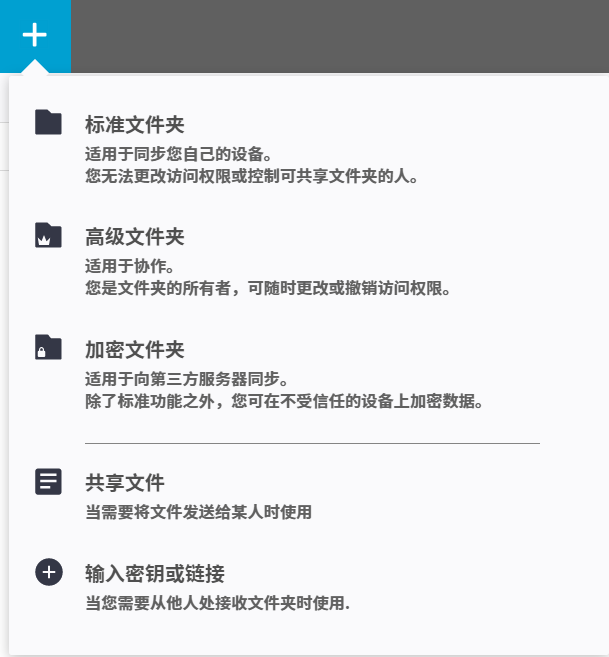 标准文件夹
适用于同步您自己的设备。
您无法更改访问权限或控制可共享文件夹的人。
高级文件夹
适用于协作。
您是文件夹的所有者，可随时更改或撤销访问权限。
加密文件夹
适用于向第三方服务器同步。
除了标准功能之外，您可在不受信任的设备上加密数据。
共享文件
当需要将文件发送给某人时使用
输入密钥或链接
当您需要从他人处接收文件夹时使用.